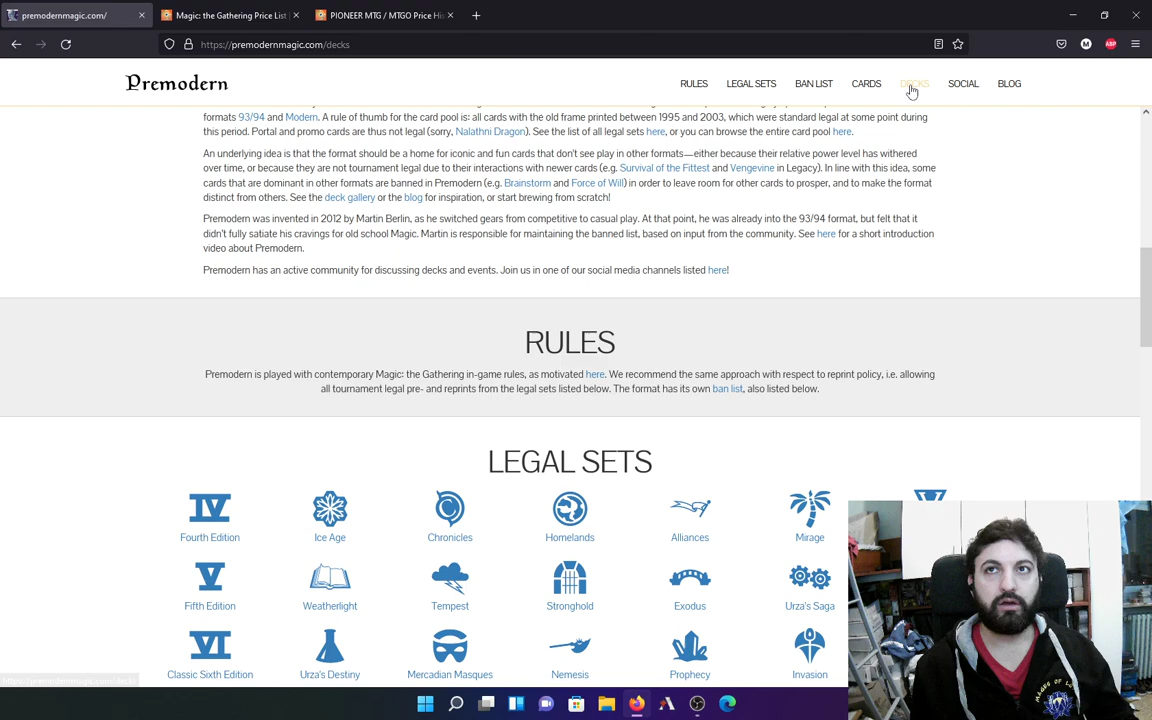 premodernmagic.com/
Magic: the Gathering Price List |
PIONEER MTG / MTGO Price His
https://premodernmagic.com/decks
ABP
Premodern
RULES LEGAL SETS BAN LIST CARDS DECKS SOCIAL BLOG
formats 93/94 and Modern. A rule of thumb for the card pool is: all cards with the old frame printed between 1995 and 2003, which were standard legal at some point during
this period. Portal and promo cards are thus not legal (sorry, Nalathni Dragon). See the list of all legal sets here, or you can browse the entire card pool here.
An underlying idea is that the format should be a home for iconic and fun cards that don't see play in other formats—either because their relative power level has withered
over time, or because they are not tournament legal due to their interactions with newer cards (e.g. Survival of the Fittest and Vengevine in Legacy). In line with this idea, some
cards that are dominant in other formats are banned in Premodern (e.g. Brainstorm and Force of Will) in order to leave room for other cards to prosper, and to make the format
distinct from others. See the deck gallery or the blog for inspiration, or start brewing from scratch!
Premodern was invented in 2012 by Martin Berlin, as he switched gears from competitive to casual play. At that point, he was already into the 93/94 format, but felt that it
didn't fully satiate his cravings for old school Magic. Martin is responsible for maintaining the banned list, based on input from the community. See here for a short introduction
video about Premodern.
Premodern has an active community for discussing decks and events. Join us in one of our social media channels listed here!
RULES
Premodern is played with contemporary Magic: the Gathering in-game rules, as motivated here. We recommend the same approach with respect to reprint policy, i.e. allowing
all tournament legal pre- and reprints from the legal sets listed below. The format has its own ban list, also listed below.
LEGAL SETS
IV
Fourth Edition Ice Age Chronicles Homelands Alliances Mirage
V
Fifth Edition Weatherlight Tempest Stronghold Exodus Urza's Saga
VI
Classic Sixth Edition Urza's Destiny Mercadian Masques Nemesis Prophecy Invasion
https://premodernmagic.com/decks
MAGES OF